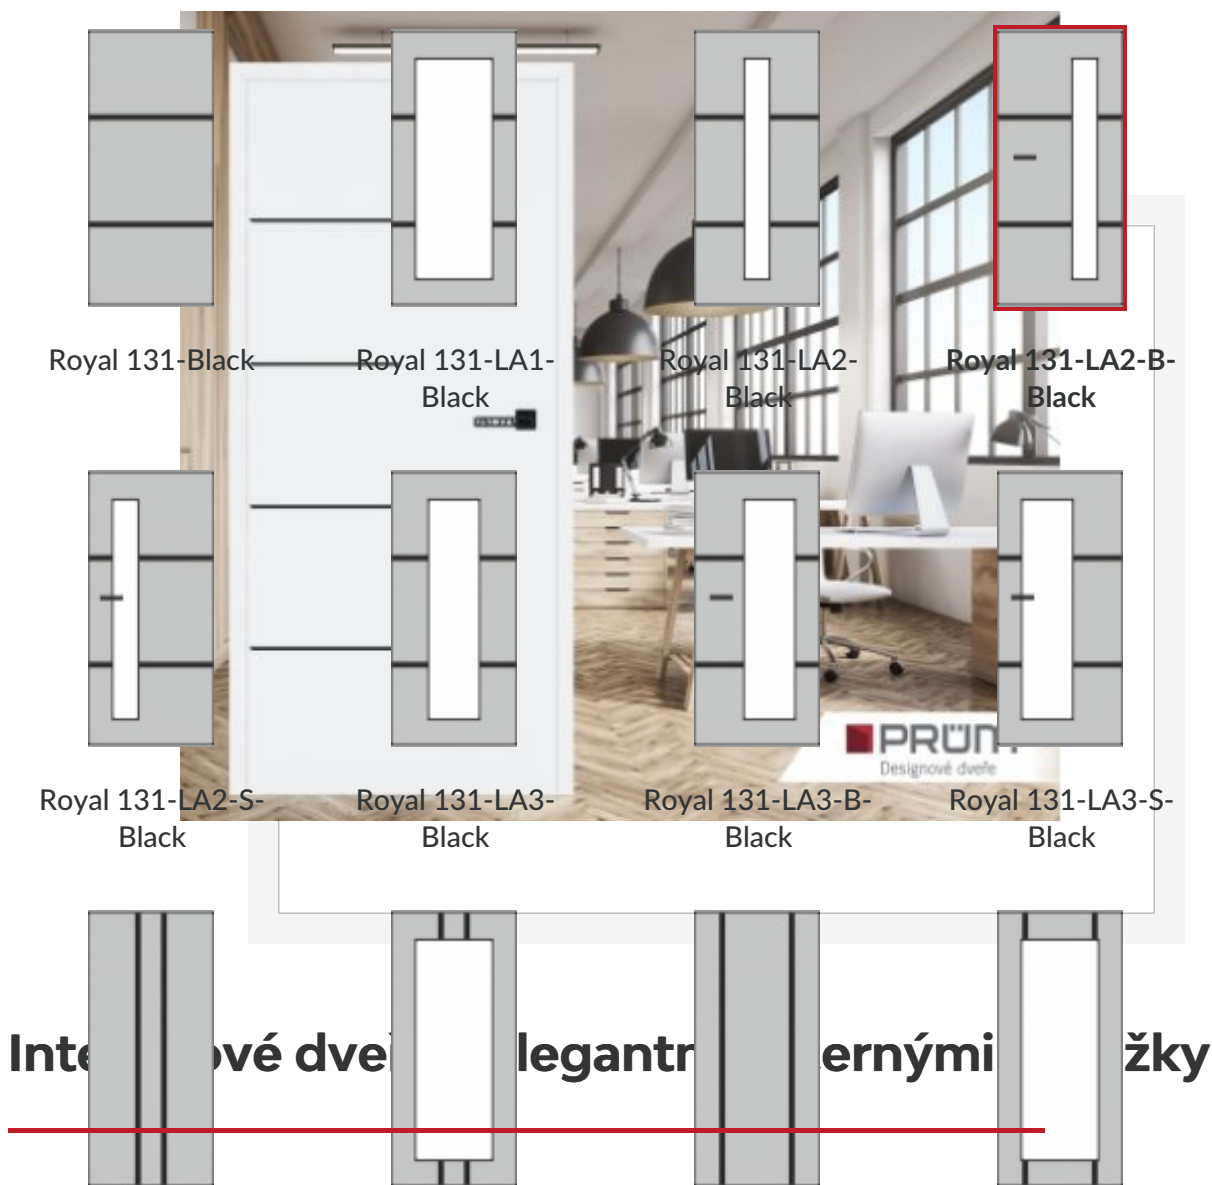 Royal 131-Black
Royal 131-LA1-
Black
Royal 131-LA2-
Black
Royal 131-LA2-B-
Black
Royal 131-LA2-S-
Black
Royal 131-LA3-
Black
Royal 131-LA3-B-
Black
Royal 131-LA3-S-
Black
PRÜM
Designové dveře